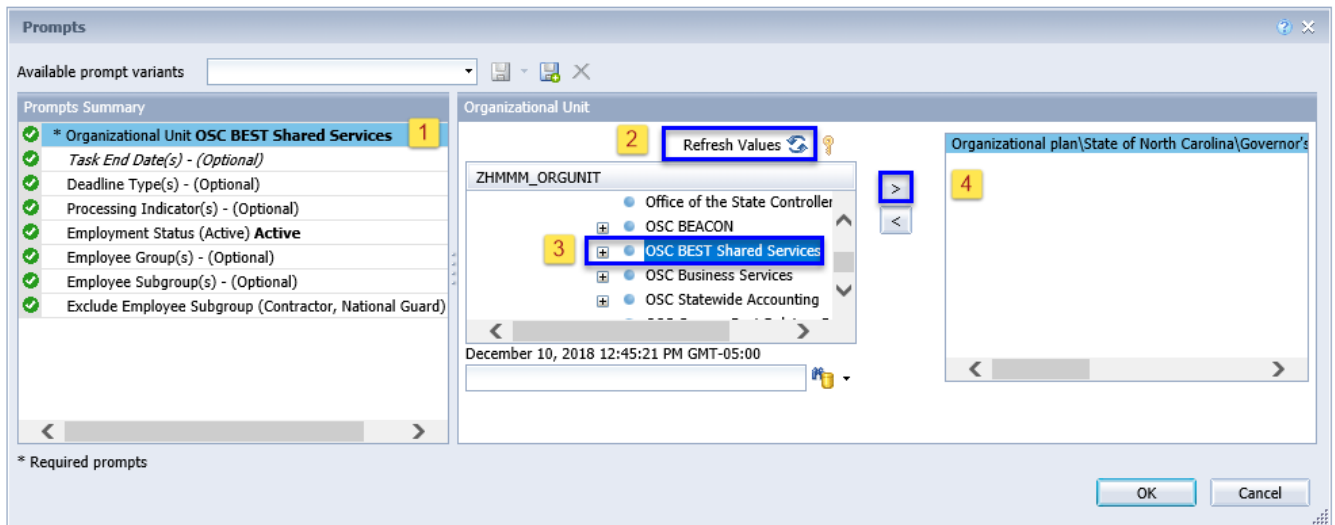 Prompts
Available prompt variants
Prompts Summary
* Organizational Unit OSC BEST Shared Services 1
Task End Date(s) - (Optional)
Deadline Type(s) - (Optional)
Processing Indicator(s) - (Optional)
Employment Status (Active) Active
Employee Group(s) - (Optional)
Employee Subgroup(s) - (Optional)
Exclude Employee Subgroup (Contractor, National Guard)
* Required prompts
Organizational Unit
2 Refresh Values
ZHMMM_ORGUNIT
Office of the State Controller
OSC BEACON
3 OSC BEST Shared Services
OSC Business Services
OSC Statewide Accounting
December 10, 2018 12:45:21 PM GMT-05:00
>
<
Organizational plan\State of North Carolina\Governor's
4
OK Cancel